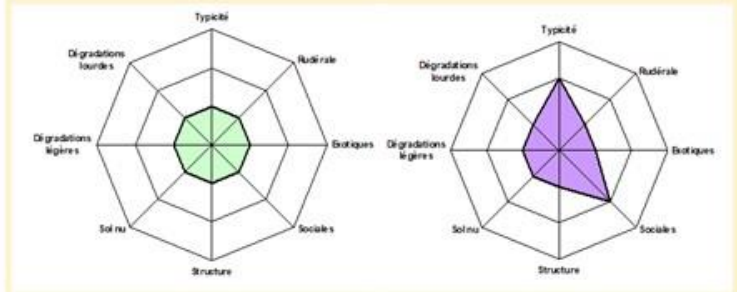 Typicité
Dégradations
lourdes
Rudérale
Dégradations
légères
Exotiques
Sol nu
Sociales
Structure
Typicité
Dégradations
lourdes
Rudérale
Dégradations
légères
Exotiques
Sol nu
Sociales
Structure